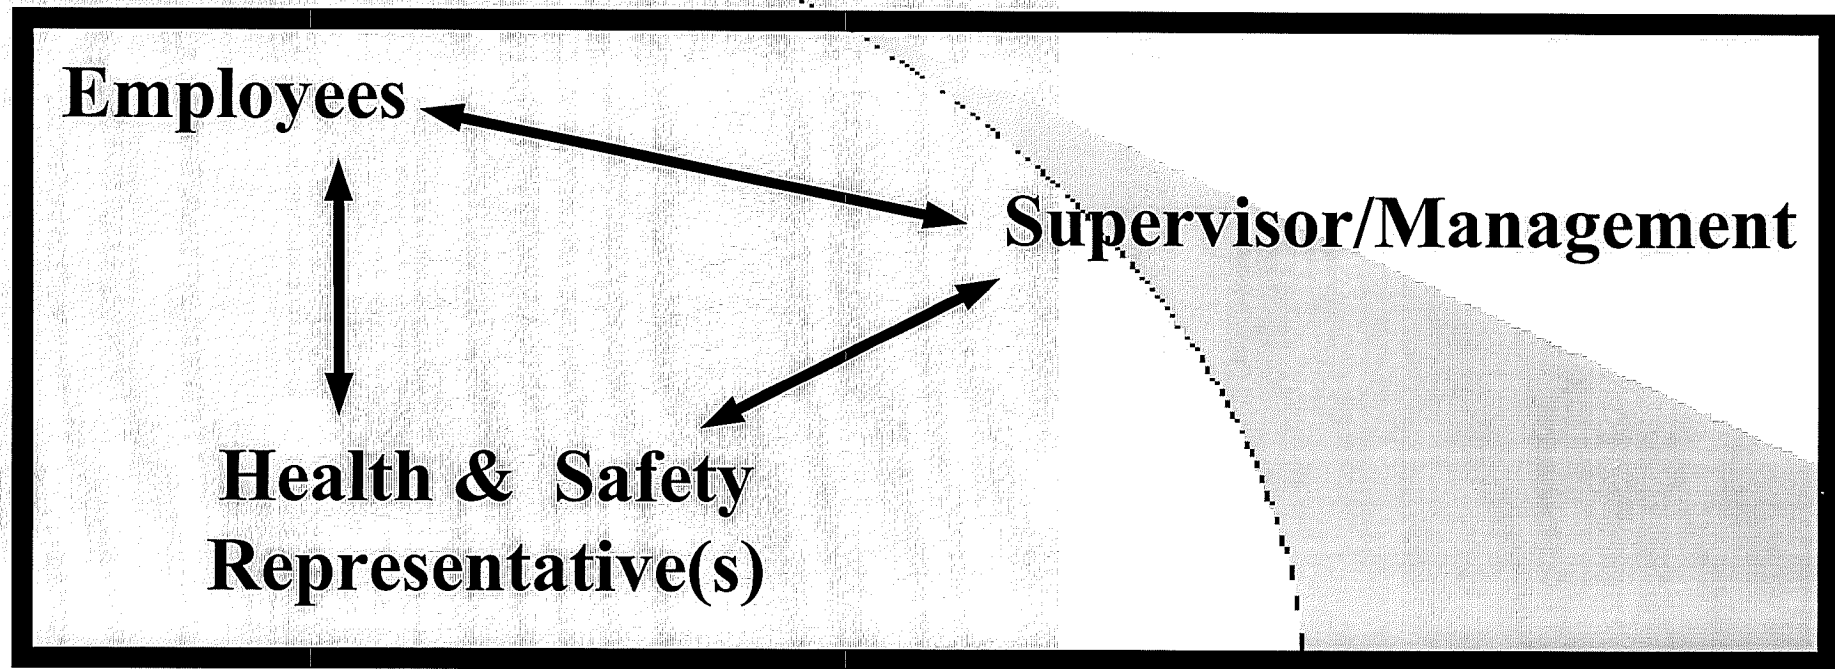 Employees
Supervisor/Management
Health & Safety
Representative(s)